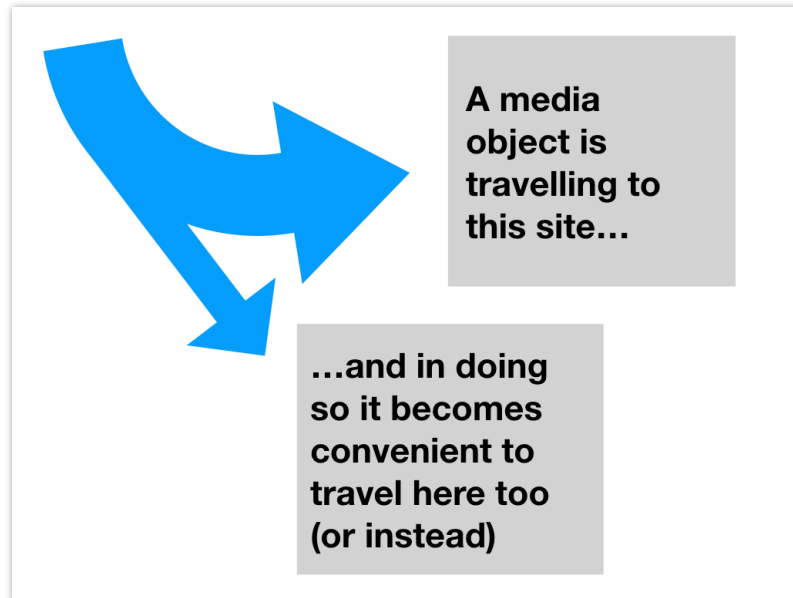 A media
object is
travelling to
this site…
…and in doing
so it becomes
convenient to
travel here too
(or instead)